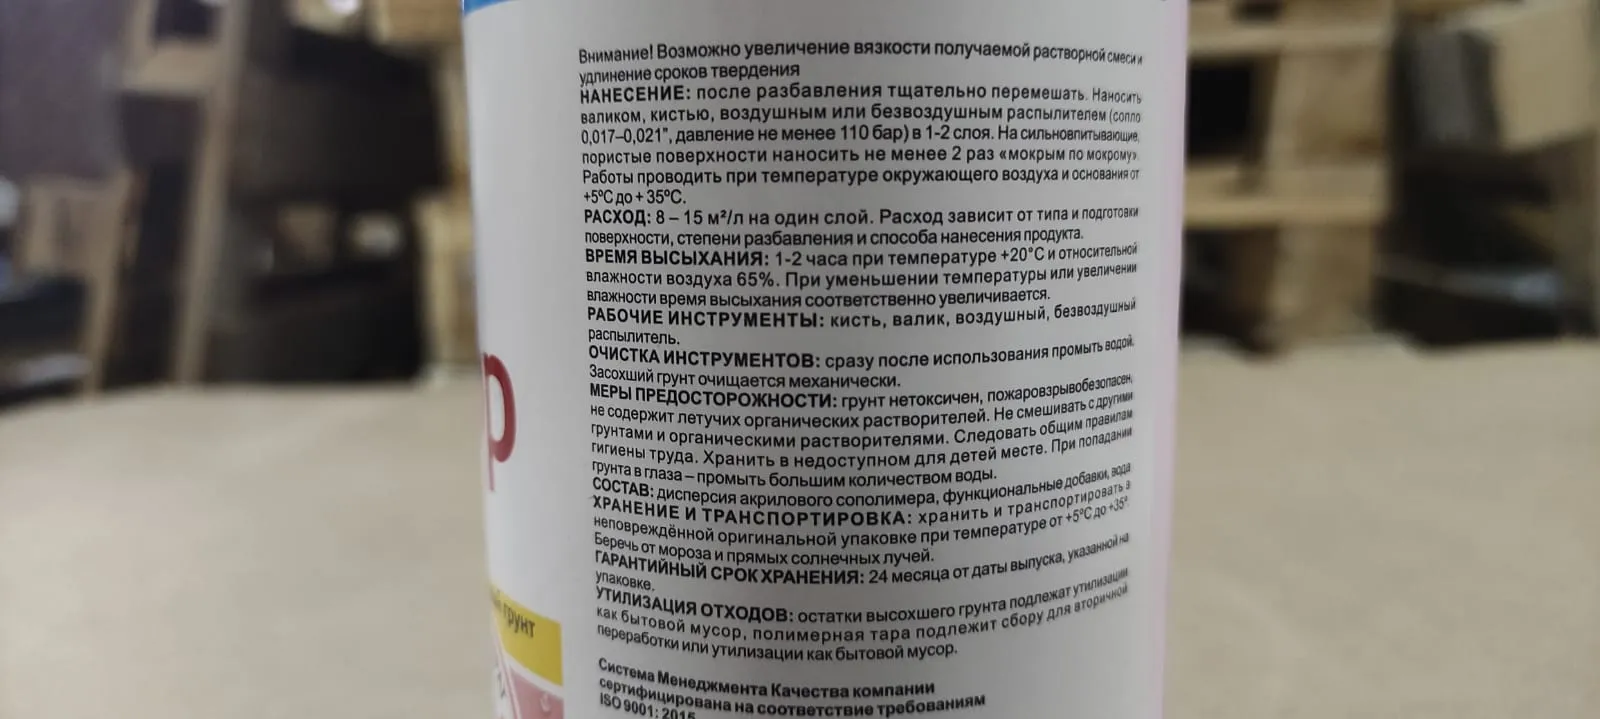 Внимание! Возможно увеличение вязкости получаемой растворной смеси и
удлинение сроков твердения
НАНЕСЕНИЕ: после разбавления тщательно перемешать. Наносить
валиком, кистью, воздушным или безвоздушным распылителем (сопло
0,017–0,021", давление не менее 110 бар) в 1-2 слоя. На сильновпитывающие,
пористые поверхности наносить не менее 2 раз «мокрым по мокрому».
Работы проводить при температуре окружающего воздуха и основания от
+5°C до + 35°C.
РАСХОД: 8 – 15 м²/л на один слой. Расход зависит от типа и подготовки
поверхности, степени разбавления и способа нанесения продукта.
ВРЕМЯ ВЫСЫХАНИЯ: 1-2 часа при температуре +20°C и относительной
влажности воздуха 65%. При уменьшении температуры или увеличении
влажности время высыхания соответственно увеличивается.
РАБОЧИЕ ИНСТРУМЕНТЫ: кисть, валик, воздушный, безвоздушный
распылитель.
ОЧИСТКА ИНСТРУМЕНТОВ: сразу после использования промыть водой.
Засохший грунт очищается механически.
МЕРЫ ПРЕДОСТОРОЖНОСТИ: грунт нетоксичен, пожаровзрывобезопасен,
не содержит летучих органических растворителей. Не смешивать с другими
грунтами и органическими растворителями. Следовать общим правилам
гигиены труда. Хранить в недоступном для детей месте. При попадании
грунта в глаза – промыть большим количеством воды.
СОСТАВ: дисперсия акрилового сополимера, функциональные добавки, вода
ХРАНЕНИЕ И ТРАНСПОРТИРОВКА: хранить и транспортировать в
неповреждённой оригинальной упаковке при температуре от +5°C до +35°.
Беречь от мороза и прямых солнечных лучей.
ГАРАНТИЙНЫЙ СРОК ХРАНЕНИЯ: 24 месяца от даты выпуска, указанной на
упаковке.
УТИЛИЗАЦИЯ ОТХОДОВ: остатки высохшего грунта подлежат утилизации
как бытовой мусор, полимерная тара подлежит сбору для вторичной
переработки или утилизации как бытовой мусор.
Система Менеджмента Качества компании
сертифицирована на соответствие требованиям
ISO 9001: 2015
р
грунт